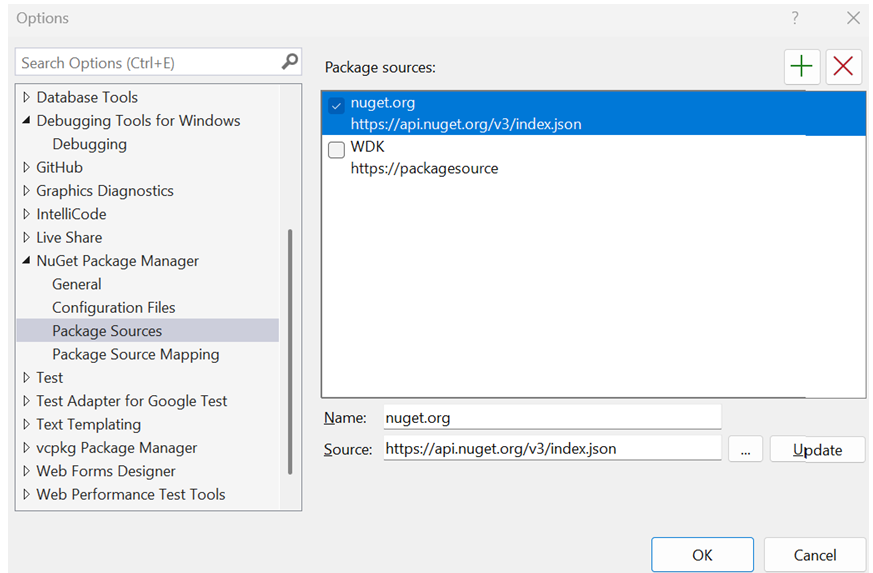 Options
?
Search Options (Ctrl+E)
Database Tools
Debugging Tools for Windows
Debugging
GitHub
Graphics Diagnostics
IntelliCode
Live Share
NuGet Package Manager
General
Configuration Files
Package Sources
Package Source Mapping
Test
Test Adapter for Google Test
Text Templating
vcpkg Package Manager
Web Forms Designer
Web Performance Test Tools
Package sources:
nuget.org
https://api.nuget.org/v3/index.json
WDK
https://packagesource
Name: nuget.org
Source: https://api.nuget.org/v3/index.json ... Update
OK Cancel